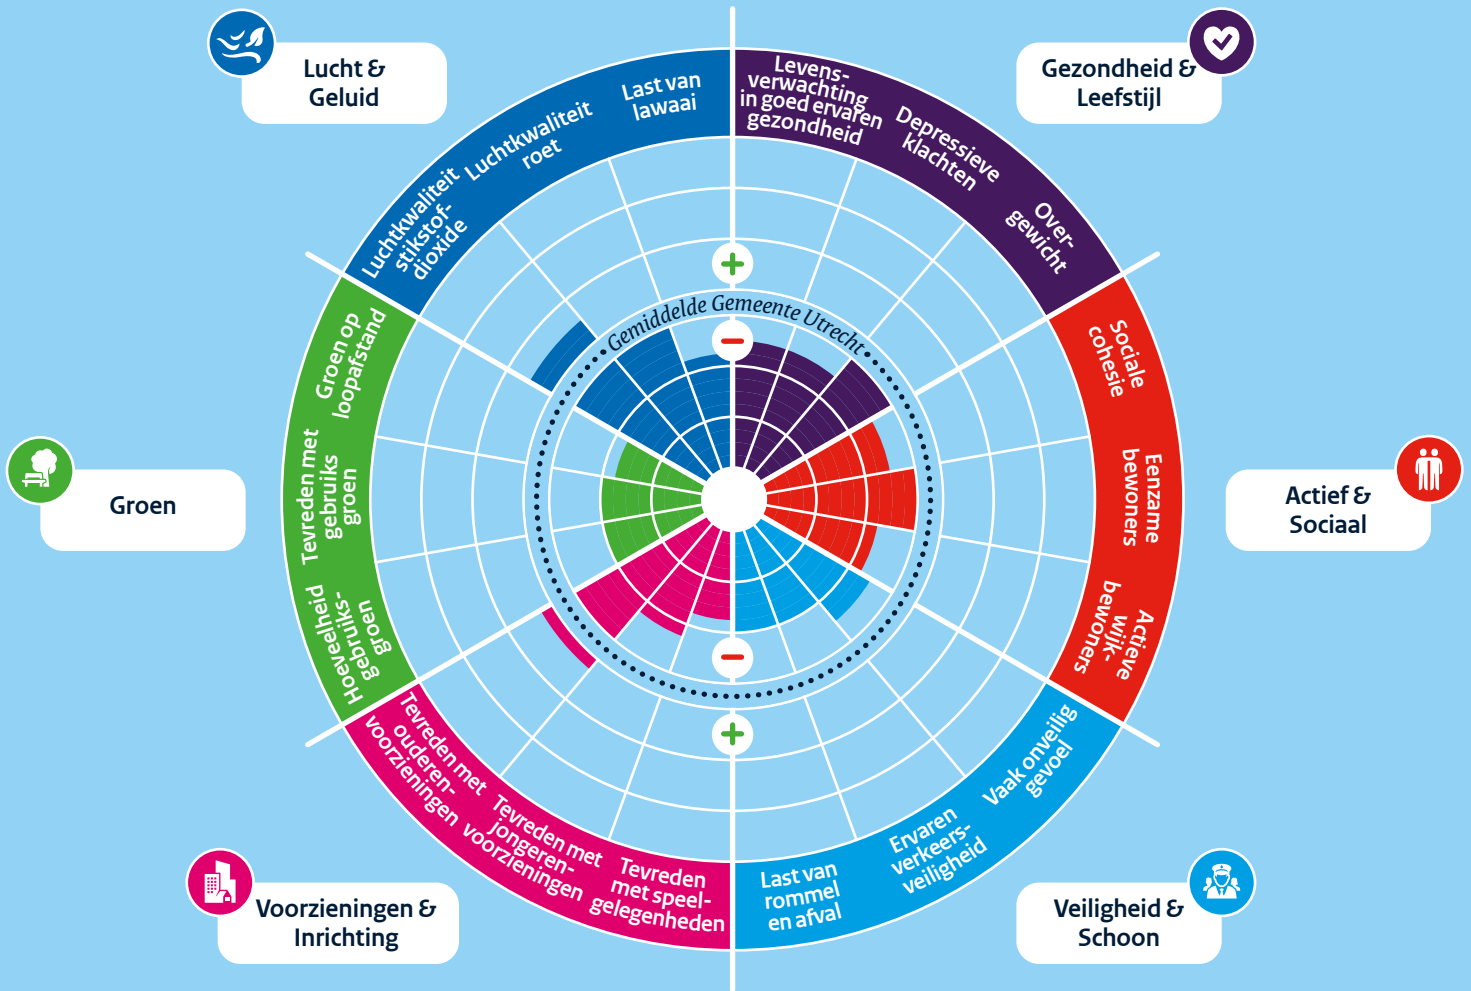 Lucht &
Geluid
Gezondheid &
Leefstijl
Last van
lawaai
Luchtkwaliteit
roet
Luchtkwaliteit
stikstof-
dioxide
Levens-
verwachting
in goed ervaren
gezondheid
Depressieve
klachten
Over-
gewicht
Gemiddelde Gemeente Utrecht
Groen op
loopafstand
Tevreden met
gebruiks
groen
Hoeveelheid
gebruiks-
groen
Sociale
cohesie
Eenzame
bewoners
Actieve
wijk-
bewoners
Groen
Actief &
Sociaal
Tevreden met
ouderen-
voorzieningen
Tevreden met
jongeren-
voorzieningen
Tevreden
met speel-
gelegenheden
Vaak onveilig
gevoel
Ervaren
verkeers-
veiligheid
Last van
rommel
en afval
Voorzieningen &
Inrichting
Veiligheid &
Schoon